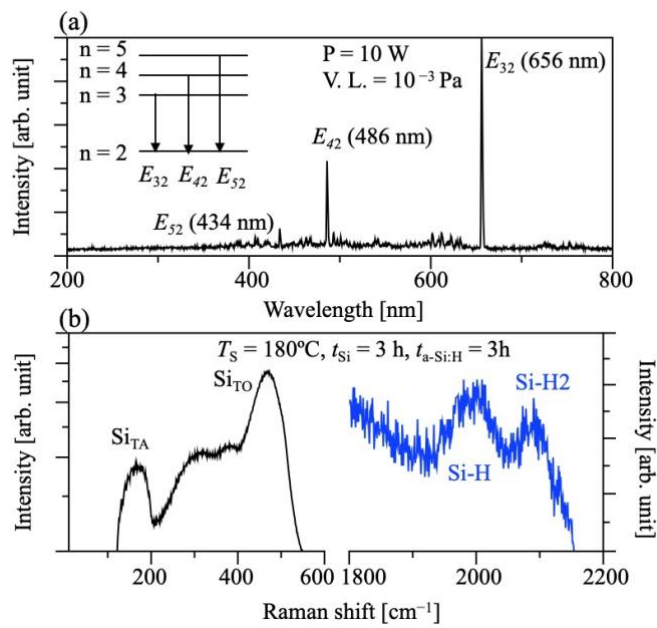 (a)
Intensity [arb. unit]
n = 5
n = 4
n = 3
n = 2
E32 E42 E52
P = 10 W
V. L. = 10⁻³ Pa
E32 (656 nm)
E42 (486 nm)
E52 (434 nm)
200 400 600 800
Wavelength [nm]
(b)
Intensity [arb. unit]
TS = 180ºC, tSi = 3 h, ta-Si:H = 3h
SiTA
SiTO
Si-H
Si-H2
Intensity [arb. unit]
200 400 600 1800 2000 2200
Raman shift [cm⁻¹]